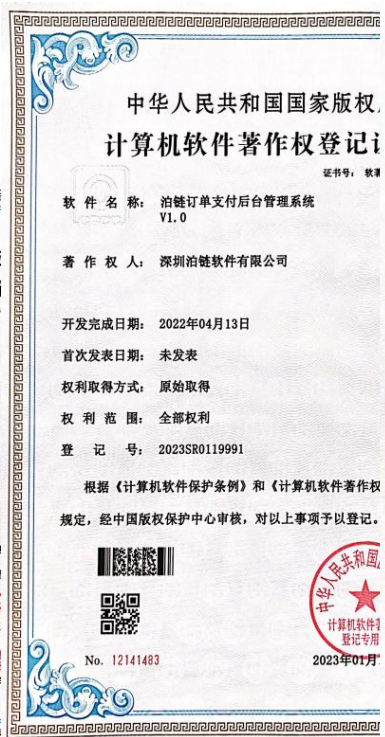 中华人民共和国国家版权
计算机软件著作权登记
证书号： 软著
软件名称： 泊链订单支付后台管理系统
V1.0
著作权人： 深圳泊链软件有限公司
开发完成日期： 2022年04月13日
首次发表日期： 未发表
权利取得方式： 原始取得
权利范围： 全部权利
登记号： 2023SR0119991
根据《计算机软件保护条例》和《计算机软件著作权
规定，经中国版权保护中心审核，对以上事项予以登记。
中华人民共和国
计算机软件著
登记专用
No. 12141483
2023年01月